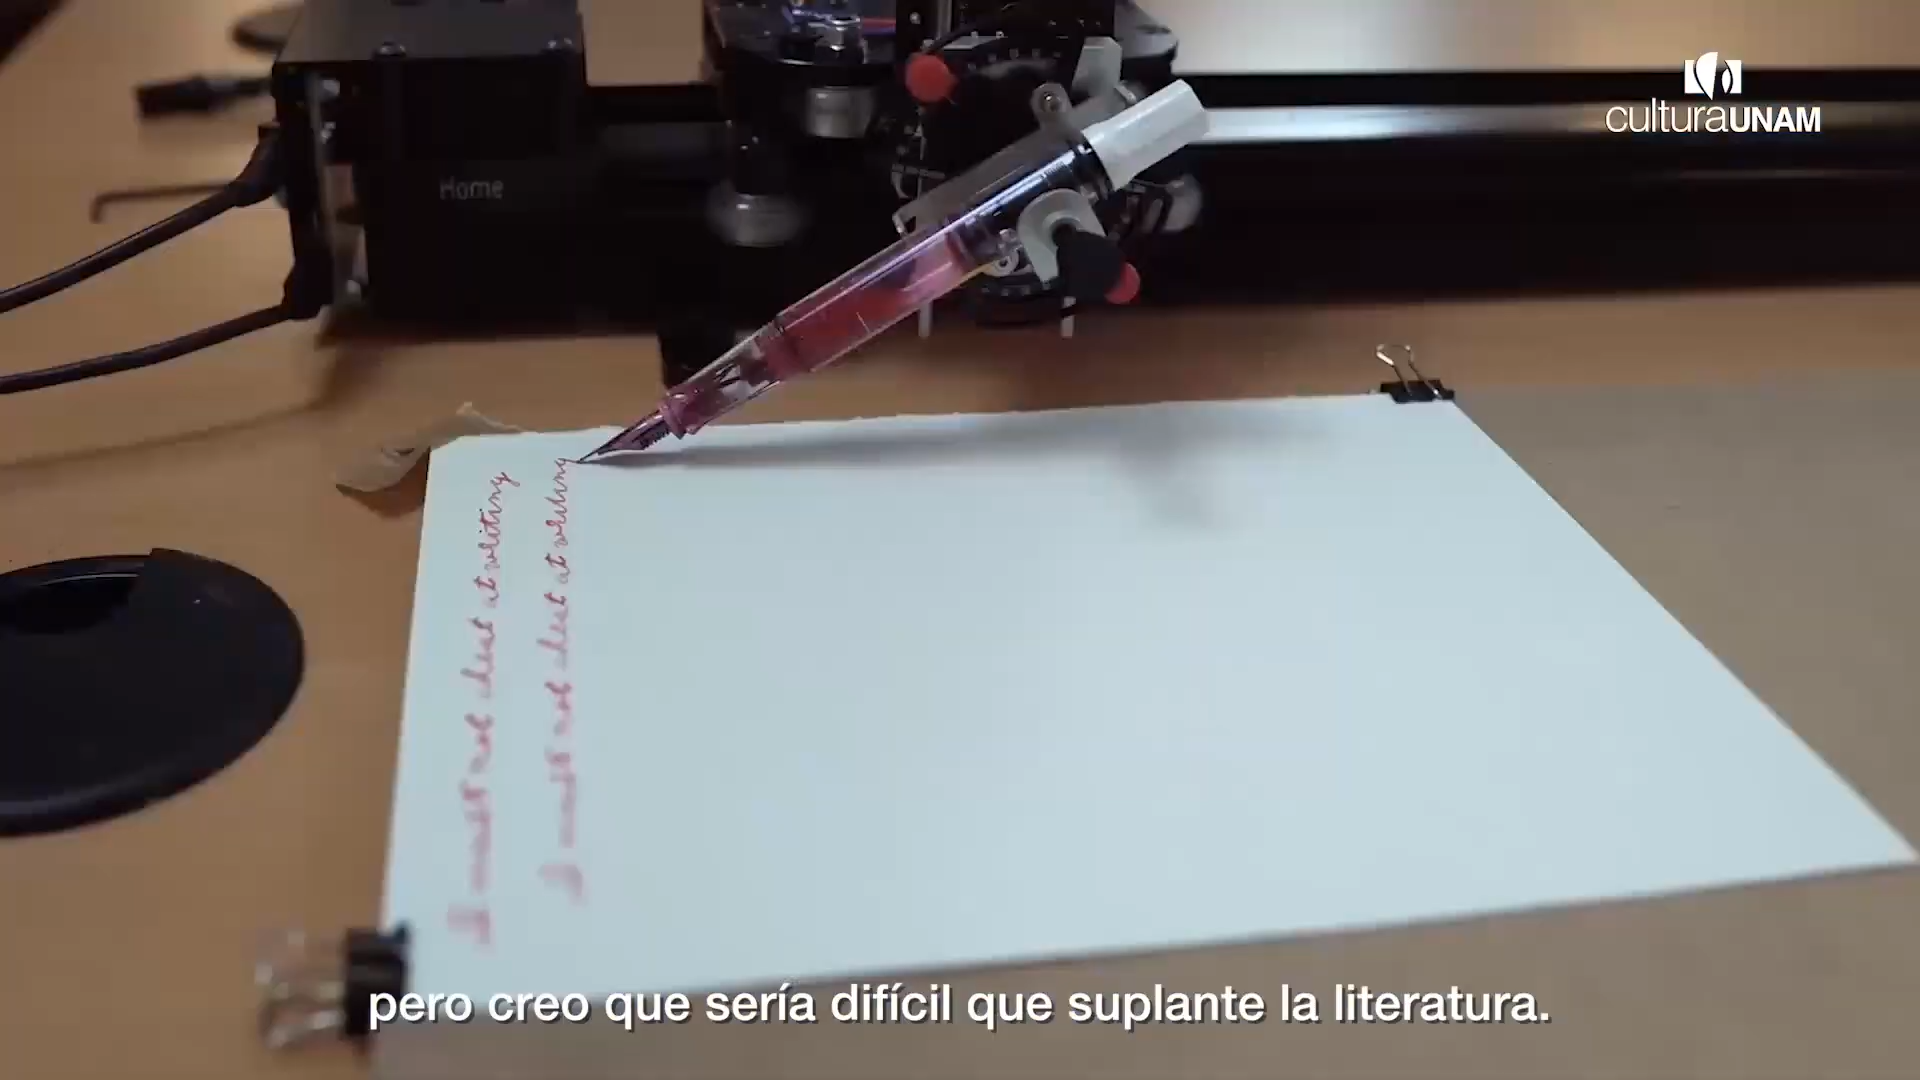 culturaUNAM
Home
I must not cheat at writing
I must not cheat at writing
pero creo que sería difícil que suplante la literatura.